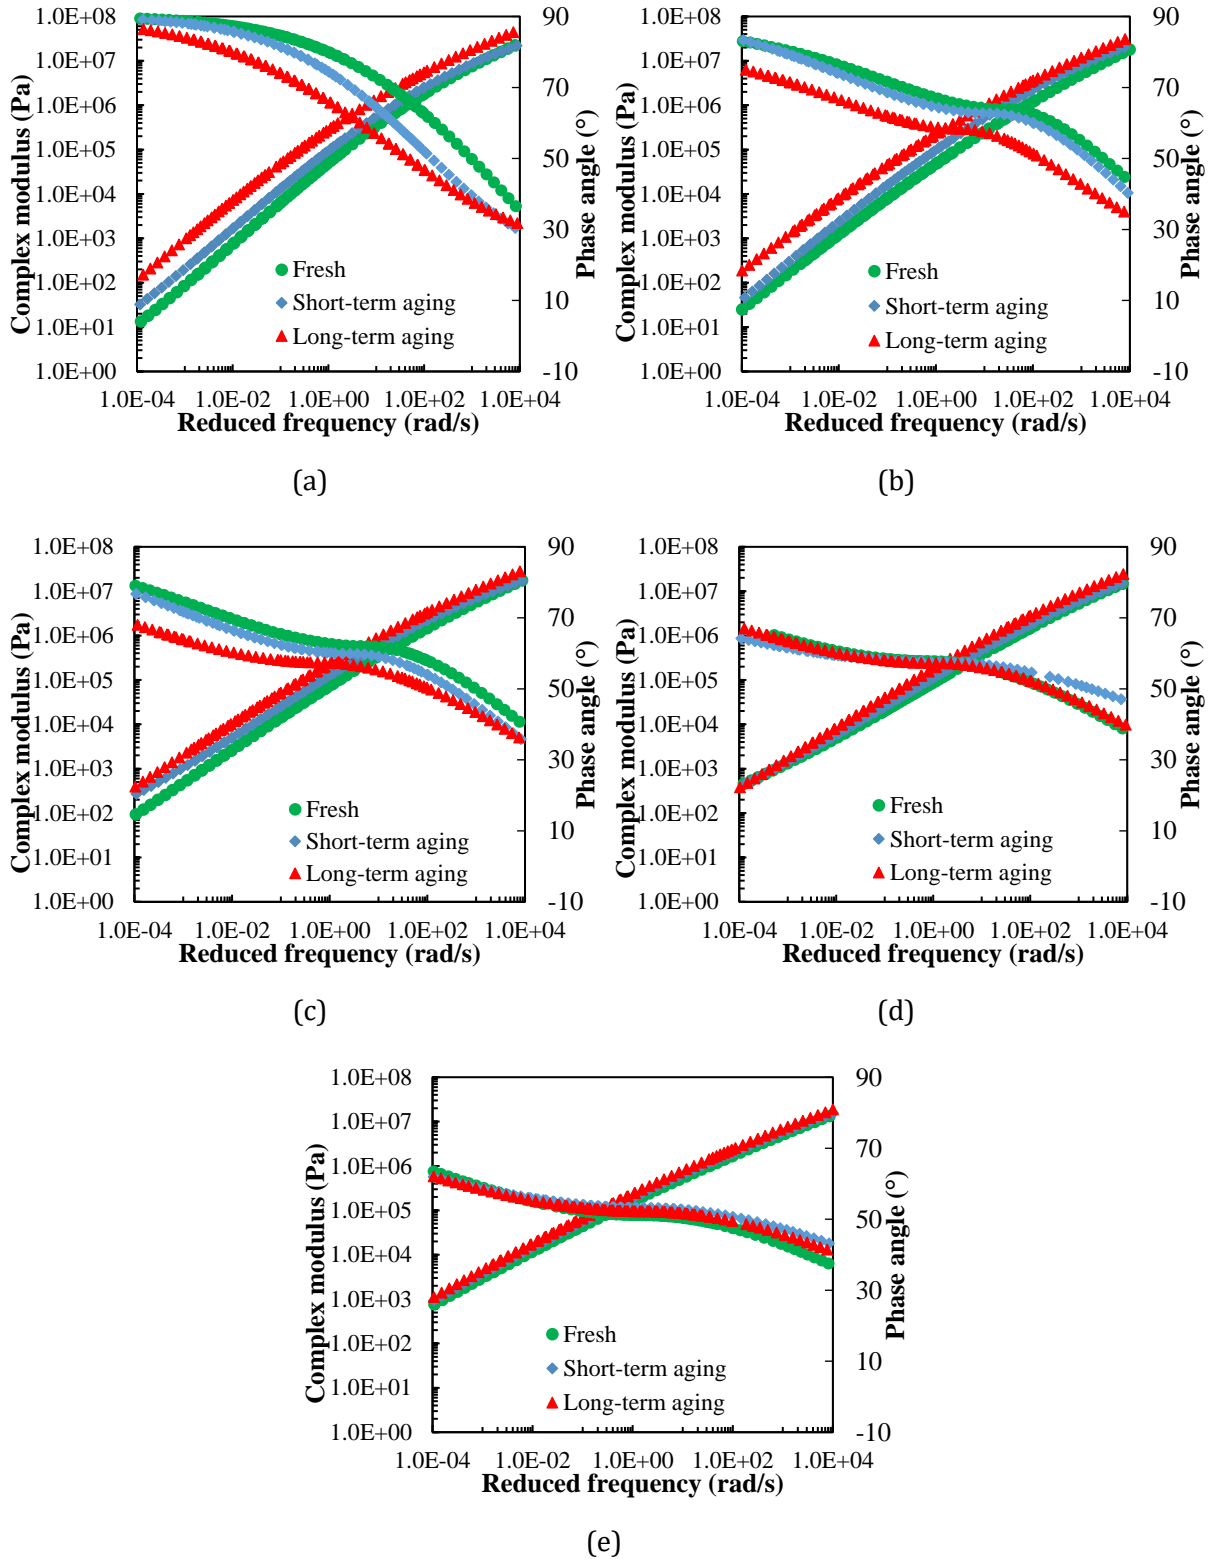 1.0E+08
1.0E+07
1.0E+06
1.0E+05
1.0E+04
1.0E+03
1.0E+02
1.0E+01
1.0E+00
Complex modulus (Pa)
90
70
50
30
10
-10
Phase angle (°)
Fresh
Short-term aging
Long-term aging
1.0E-04 1.0E-02 1.0E+00 1.0E+02 1.0E+04
Reduced frequency (rad/s)
(a)
1.0E+08
1.0E+07
1.0E+06
1.0E+05
1.0E+04
1.0E+03
1.0E+02
1.0E+01
1.0E+00
Complex modulus (Pa)
90
70
50
30
10
-10
Phase angle (°)
Fresh
Short-term aging
Long-term aging
1.0E-04 1.0E-02 1.0E+00 1.0E+02 1.0E+04
Reduced frequency (rad/s)
(b)
1.0E+08
1.0E+07
1.0E+06
1.0E+05
1.0E+04
1.0E+03
1.0E+02
1.0E+01
1.0E+00
Complex modulus (Pa)
90
70
50
30
10
-10
Phase angle (°)
Fresh
Short-term aging
Long-term aging
1.0E-04 1.0E-02 1.0E+00 1.0E+02 1.0E+04
Reduced frequency (rad/s)
(c)
1.0E+08
1.0E+07
1.0E+06
1.0E+05
1.0E+04
1.0E+03
1.0E+02
1.0E+01
1.0E+00
Complex modulus (Pa)
90
70
50
30
10
-10
Phase angle (°)
Fresh
Short-term aging
Long-term aging
1.0E-04 1.0E-02 1.0E+00 1.0E+02 1.0E+04
Reduced frequency (rad/s)
(d)
1.0E+08
1.0E+07
1.0E+06
1.0E+05
1.0E+04
1.0E+03
1.0E+02
1.0E+01
1.0E+00
Complex modulus (Pa)
90
70
50
30
10
-10
Phase angle (°)
Fresh
Short-term aging
Long-term aging
1.0E-04 1.0E-02 1.0E+00 1.0E+02 1.0E+04
Reduced frequency (rad/s)
(e)